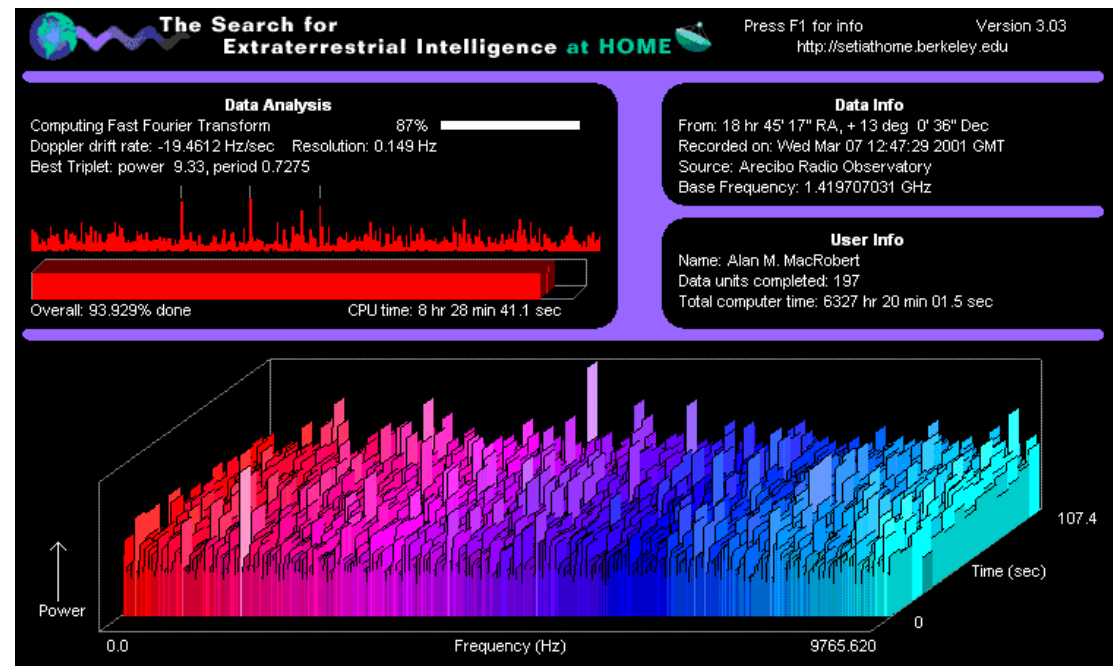 The Search for
Extraterrestrial Intelligence at HOME
Press F1 for info Version 3.03
http://setiathome.berkeley.edu
Data Analysis
Computing Fast Fourier Transform 87%
Doppler drift rate: -19.4612 Hz/sec Resolution: 0.149 Hz
Best Triplet: power 9.33, period 0.7275
Overall: 93.929% done CPU time: 8 hr 28 min 41.1 sec
Data Info
From: 18 hr 45' 17" RA, + 13 deg 0' 36" Dec
Recorded on: Wed Mar 07 12:47:29 2001 GMT
Source: Arecibo Radio Observatory
Base Frequency: 1.419707031 GHz
User Info
Name: Alan M. MacRobert
Data units completed: 197
Total computer time: 6327 hr 20 min 01.5 sec
107.4
Time (sec)
0
Power
0.0 Frequency (Hz) 9765.620